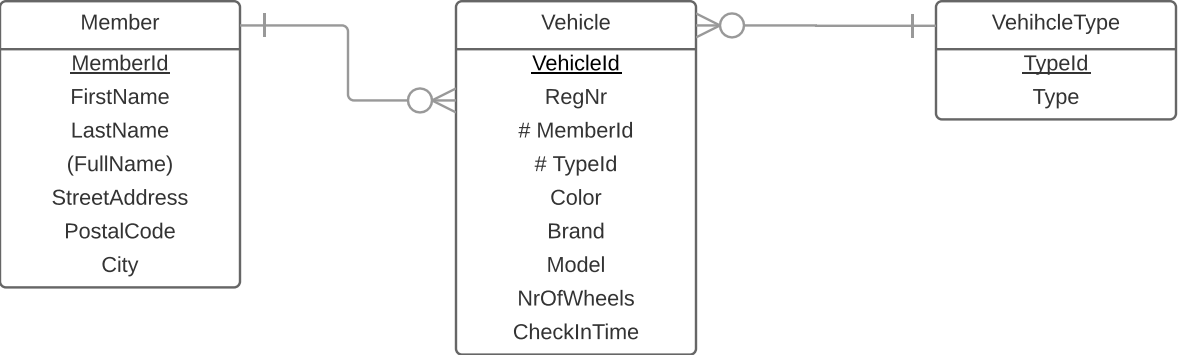 Member
MemberId
FirstName
LastName
(FullName)
StreetAddress
PostalCode
City
Vehicle
VehicleId
RegNr
# MemberId
# TypeId
Color
Brand
Model
NrOfWheels
CheckInTime
VehihcleType
TypeId
Type